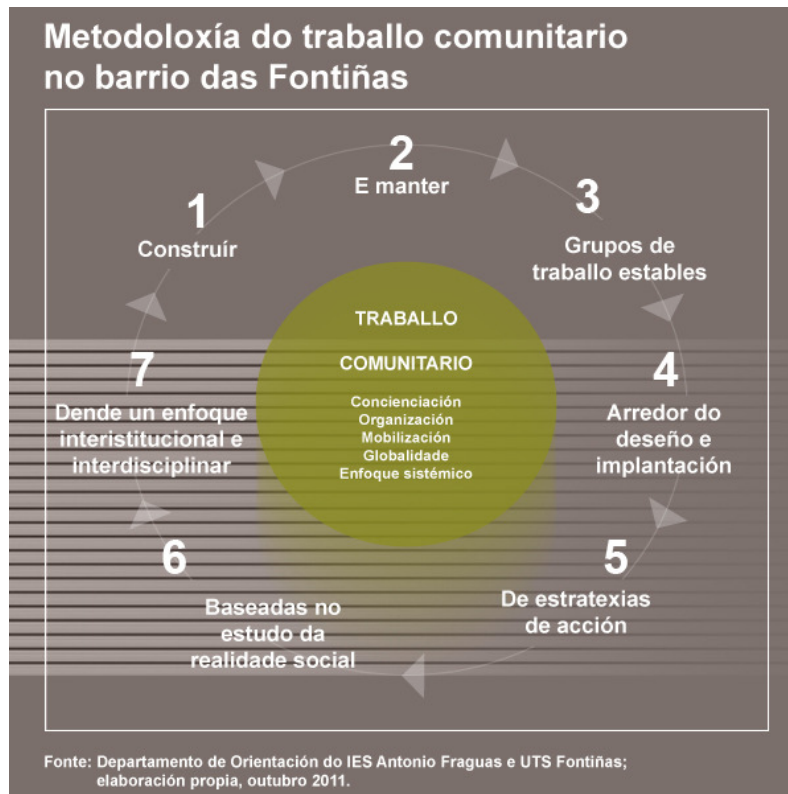 Metodoloxía do traballo comunitario
no barrio das Fontiñas
1
Construír
2
E manter
3
Grupos de
traballo estables
4
Arredor do
deseño e
implantación
5
De estratexias
de acción
6
Baseadas no
estudo da
realidade social
7
Dende un enfoque
interistitucional e
interdisciplinar
TRABALLO
COMUNITARIO
Concienciación
Organización
Mobilización
Globalidade
Enfoque sistémico
Fonte: Departamento de Orientación do IES Antonio Fraguas e UTS Fontiñas;
elaboración propia, outubro 2011.